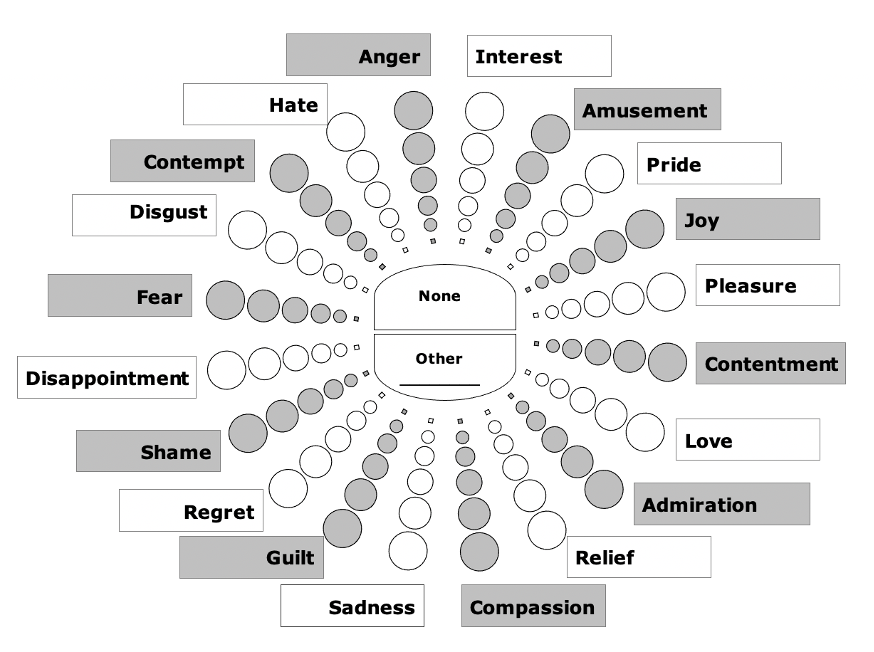 Anger
Interest
Hate
Amusement
Contempt
Pride
Disgust
Joy
Fear
Pleasure
None
Other
Disappointment
Contentment
Shame
Love
Regret
Admiration
Guilt
Relief
Sadness
Compassion